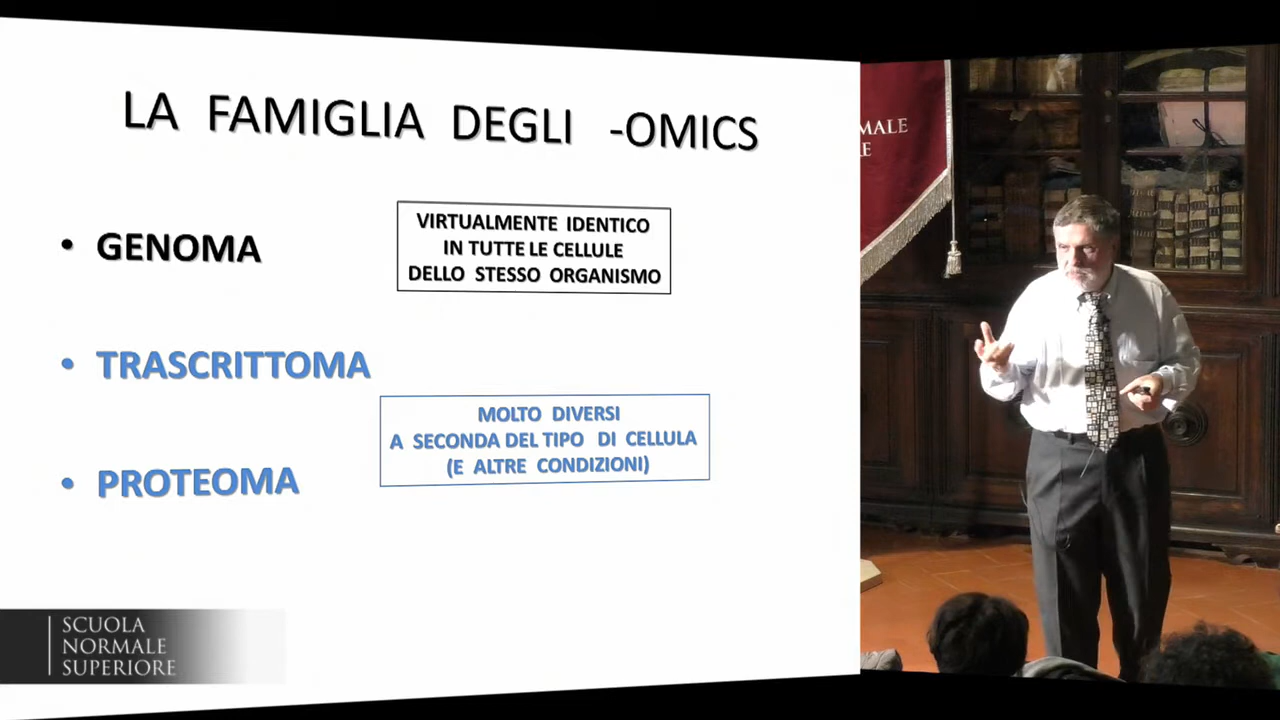 LA FAMIGLIA DEGLI -OMICS
• GENOMA
VIRTUALMENTE IDENTICO
IN TUTTE LE CELLULE
DELLO STESSO ORGANISMO
• TRASCRITTOMA
MOLTO DIVERSI
A SECONDA DEL TIPO DI CELLULA
(E ALTRE CONDIZIONI)
• PROTEOMA
SCUOLA
NORMALE
SUPERIORE
MALE
E